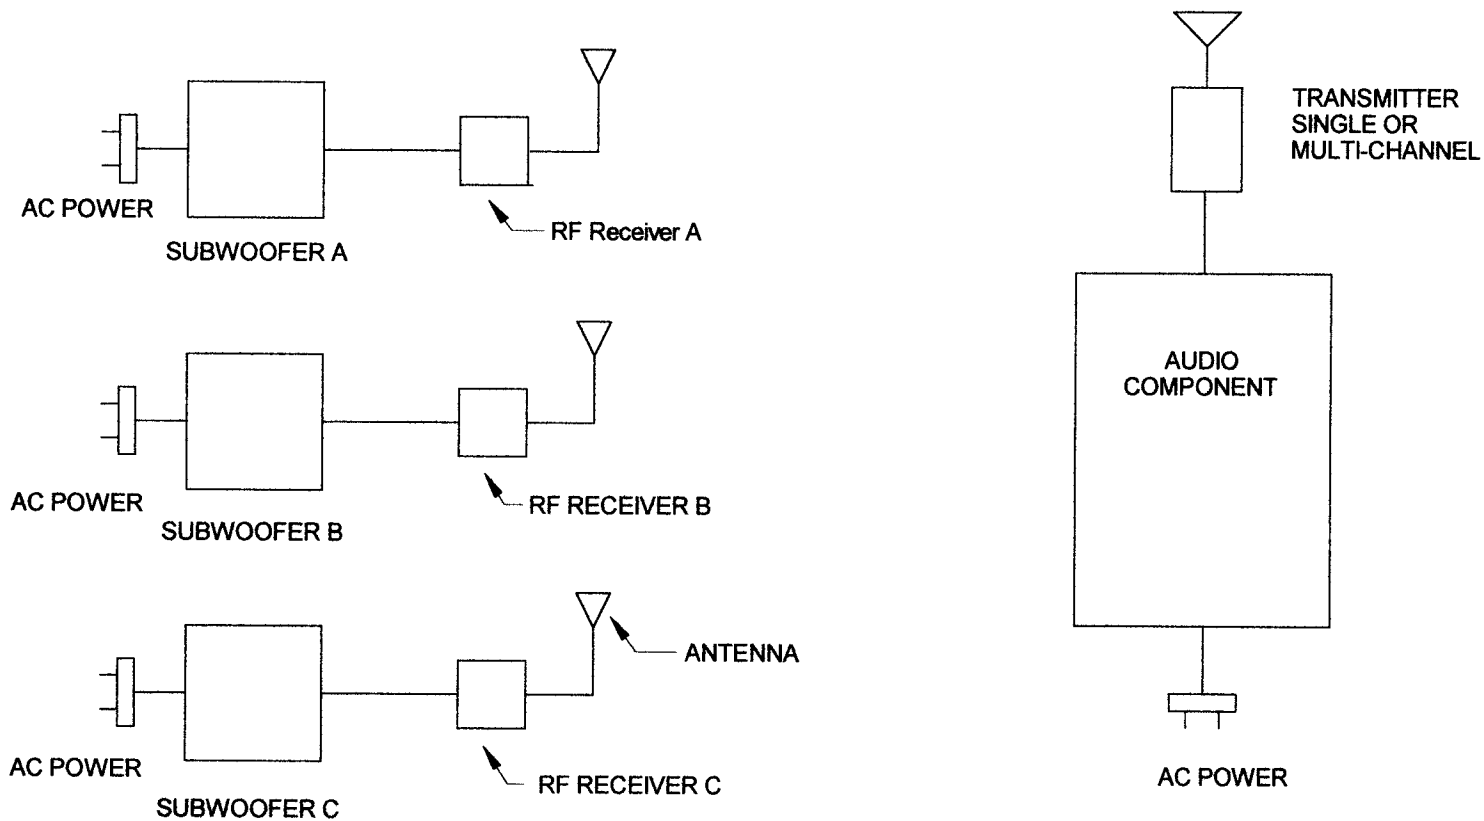 AC POWER
SUBWOOFER A
RF Receiver A
AC POWER
SUBWOOFER B
RF RECEIVER B
ANTENNA
AC POWER
SUBWOOFER C
RF RECEIVER C
TRANSMITTER
SINGLE OR
MULTI-CHANNEL
AUDIO
COMPONENT
AC POWER